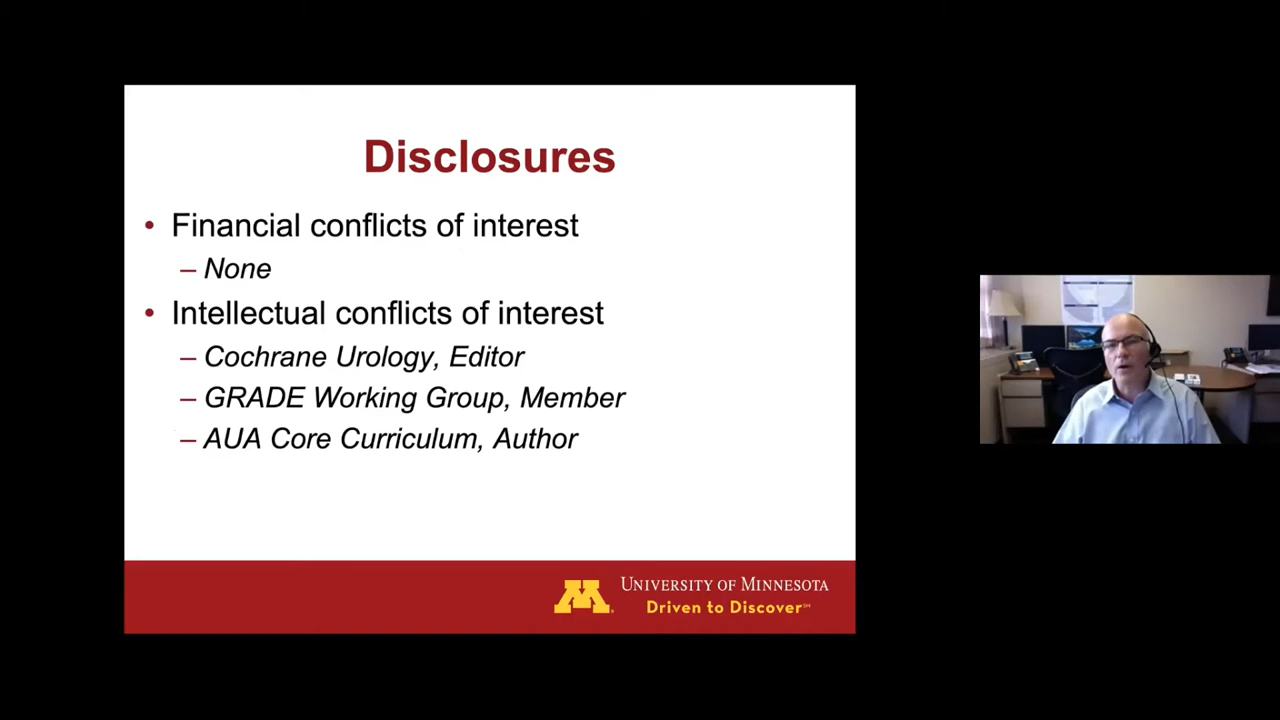 Disclosures
• Financial conflicts of interest
– None
• Intellectual conflicts of interest
– Cochrane Urology, Editor
– GRADE Working Group, Member
– AUA Core Curriculum, Author
M
UNIVERSITY OF MINNESOTA
Driven to Discover℠